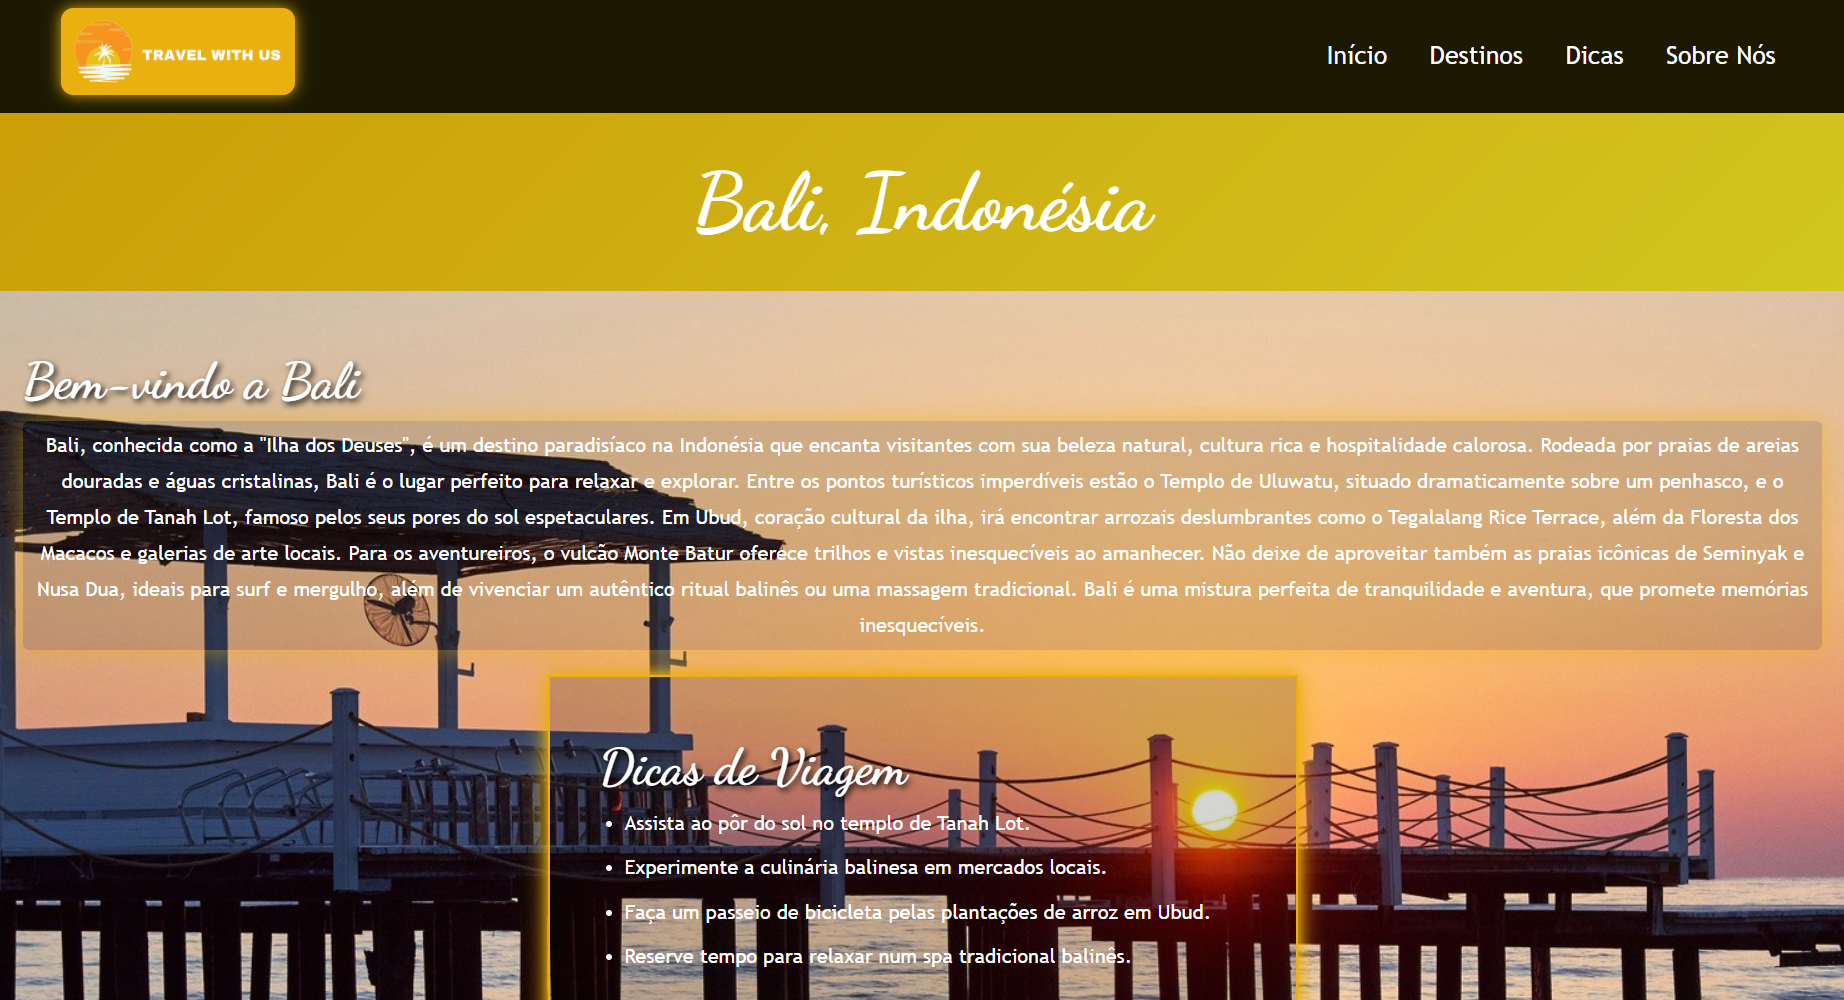 TRAVEL WITH US
Início Destinos Dicas Sobre Nós
Bali, Indonésia
Bem-vindo a Bali
Bali, conhecida como a "Ilha dos Deuses", é um destino paradisíaco na Indonésia que encanta visitantes com sua beleza natural, cultura rica e hospitalidade calorosa. Rodeada por praias de areias
douradas e águas cristalinas, Bali é o lugar perfeito para relaxar e explorar. Entre os pontos turísticos imperdíveis estão o Templo de Uluwatu, situado dramaticamente sobre um penhasco, e o
Templo de Tanah Lot, famoso pelos seus pores do sol espetaculares. Em Ubud, coração cultural da ilha, irá encontrar arrozais deslumbrantes como o Tegalalang Rice Terrace, além da Floresta dos
Macacos e galerias de arte locais. Para os aventureiros, o vulcão Monte Batur oferece trilhos e vistas inesquecíveis ao amanhecer. Não deixe de aproveitar também as praias icônicas de Seminyak e
Nusa Dua, ideais para surf e mergulho, além de vivenciar um autêntico ritual balinês ou uma massagem tradicional. Bali é uma mistura perfeita de tranquilidade e aventura, que promete memórias
inesquecíveis.
Dicas de Viagem
• Assista ao pôr do sol no templo de Tanah Lot.
• Experimente a culinária balinesa em mercados locais.
• Faça um passeio de bicicleta pelas plantações de arroz em Ubud.
• Reserve tempo para relaxar num spa tradicional balinês.